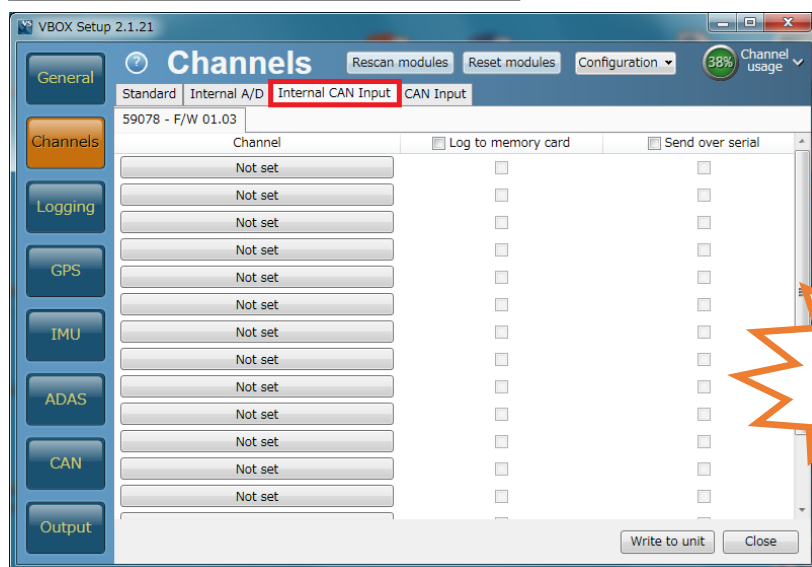 VBOX Setup 2.1.21
General
Channels
Logging
GPS
IMU
ADAS
CAN
Output
? Channels Rescan modules Reset modules Configuration 38% Channel usage
Standard Internal A/D Internal CAN Input CAN Input
59078 - F/W 01.03
Channel Log to memory card Send over serial
Not set
Not set
Not set
Not set
Not set
Not set
Not set
Not set
Not set
Not set
Not set
Not set
Not set
Write to unit Close